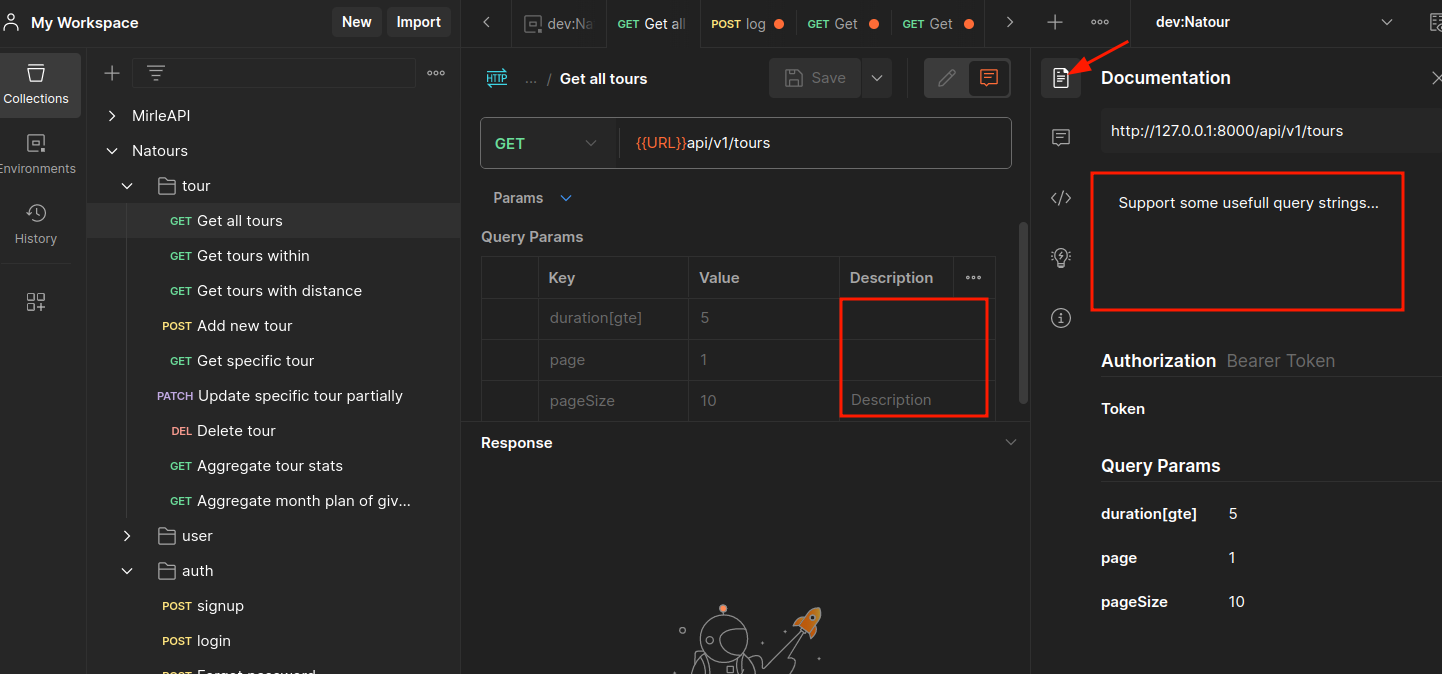 My Workspace
New
Import
dev:Na
GET Get all
POST log
GET Get
GET Get
dev:Natour
Collections
Environments
History
MirleAPI
Natours
tour
GET Get all tours
GET Get tours within
GET Get tours with distance
POST Add new tour
GET Get specific tour
PATCH Update specific tour partially
DEL Delete tour
GET Aggregate tour stats
GET Aggregate month plan of giv...
user
auth
POST signup
POST login
POST Forgot password
HTTP
... / Get all tours
Save
GET
{{URL}}api/v1/tours
Params
Query Params
Key Value Description
duration[gte] 5
page 1
pageSize 10 Description
Response
Documentation
http://127.0.0.1:8000/api/v1/tours
Support some usefull query strings...
Authorization Bearer Token
Token
Query Params
duration[gte] 5
page 1
pageSize 10